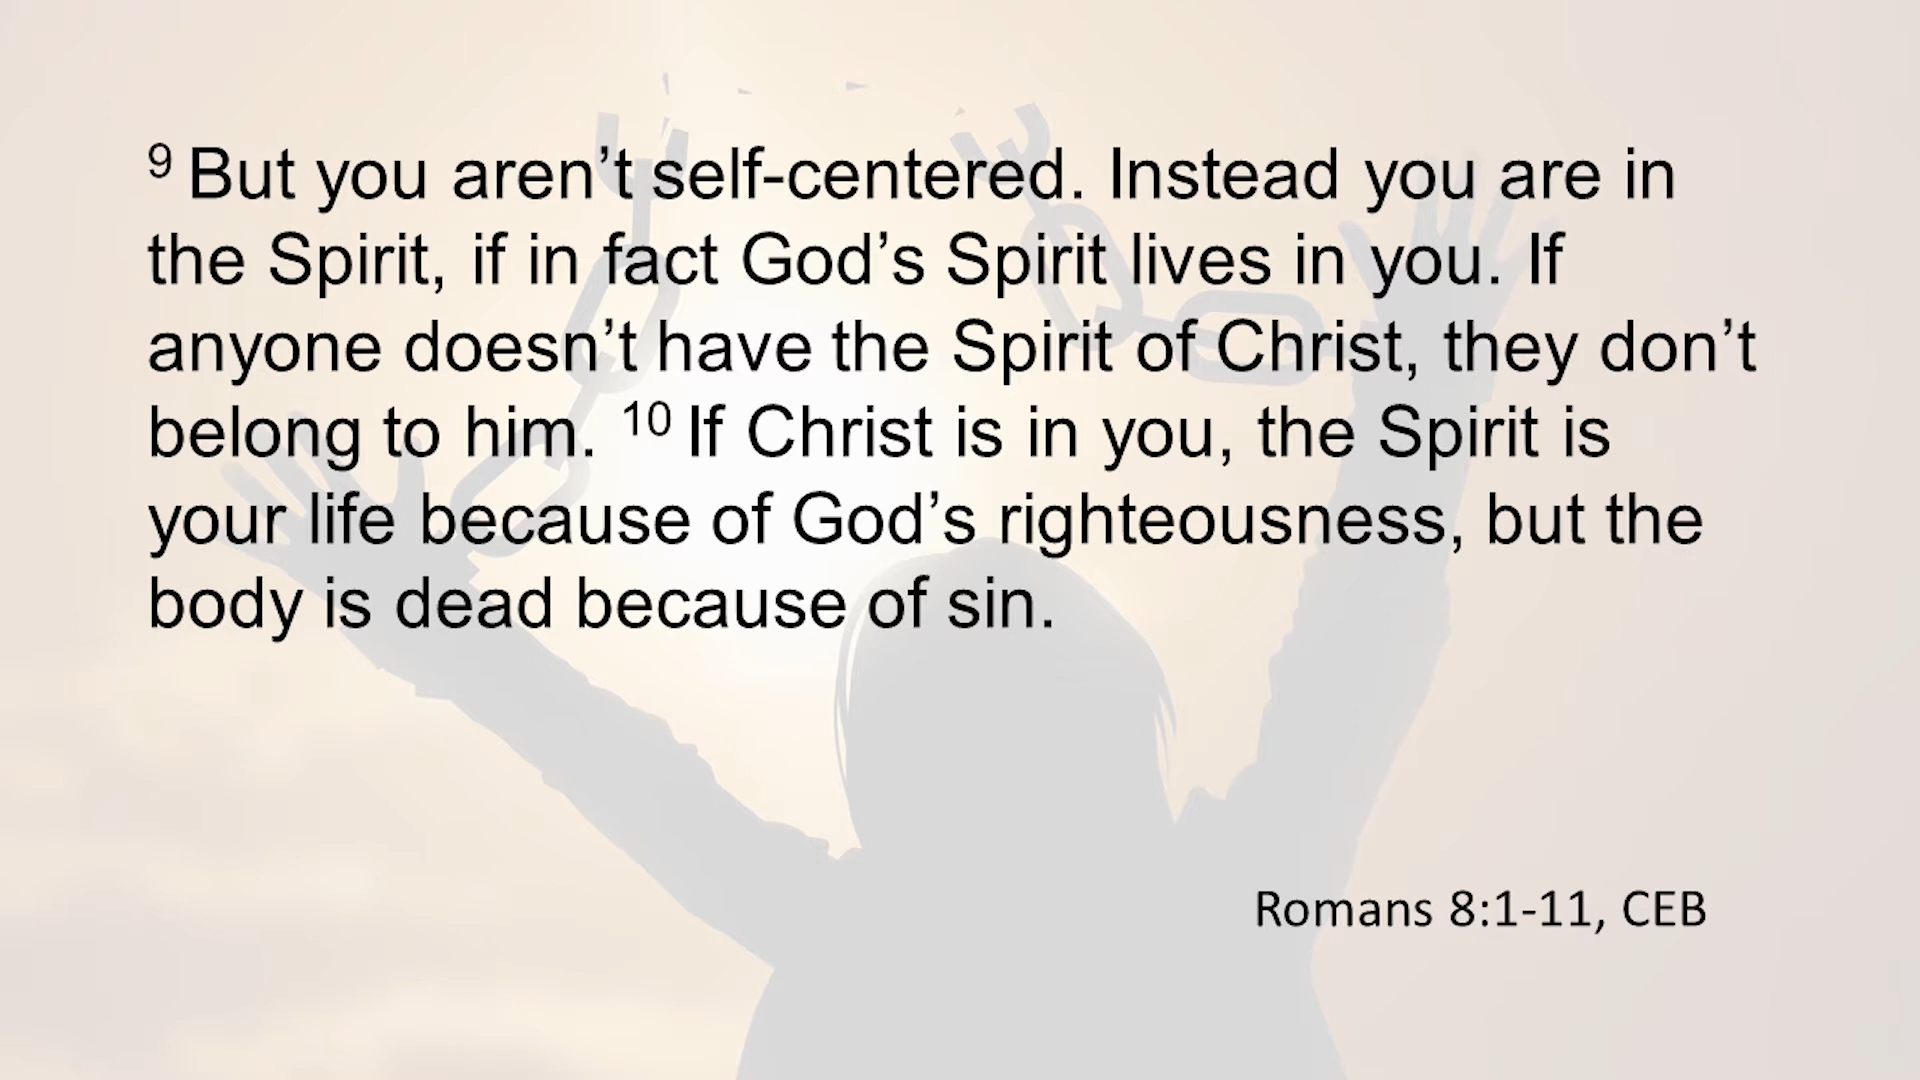 9 But you aren’t self-centered. Instead you are in
the Spirit, if in fact God’s Spirit lives in you. If
anyone doesn’t have the Spirit of Christ, they don’t
belong to him. 10 If Christ is in you, the Spirit is
your life because of God’s righteousness, but the
body is dead because of sin.
Romans 8:1-11, CEB